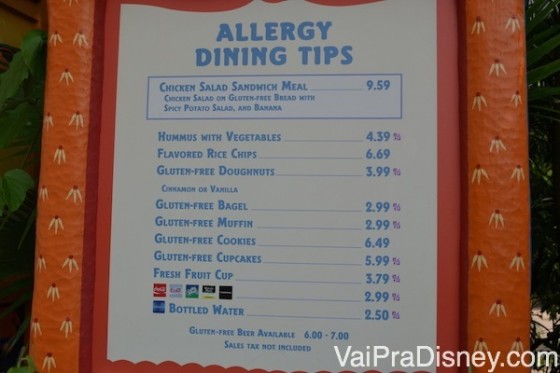 ALLERGY
DINING TIPS
CHICKEN SALAD SANDWICH MEAL 9.59
CHICKEN SALAD ON GLUTEN-FREE BREAD WITH
SPICY POTATO SALAD, AND BANANA
HUMMUS WITH VEGETABLES 4.39
FLAVORED RICE CHIPS 6.69
GLUTEN-FREE DOUGHNUTS 3.99
CINNAMON OR VANILLA
GLUTEN-FREE BAGEL 2.99
GLUTEN-FREE MUFFIN 2.99
GLUTEN-FREE COOKIES 6.49
GLUTEN-FREE CUPCAKES 5.99
FRESH FRUIT CUP 3.79
2.99
BOTTLED WATER 2.50
GLUTEN-FREE BEER AVAILABLE 6.00 - 7.00
SALES TAX NOT INCLUDED
VaiPraDisney.com